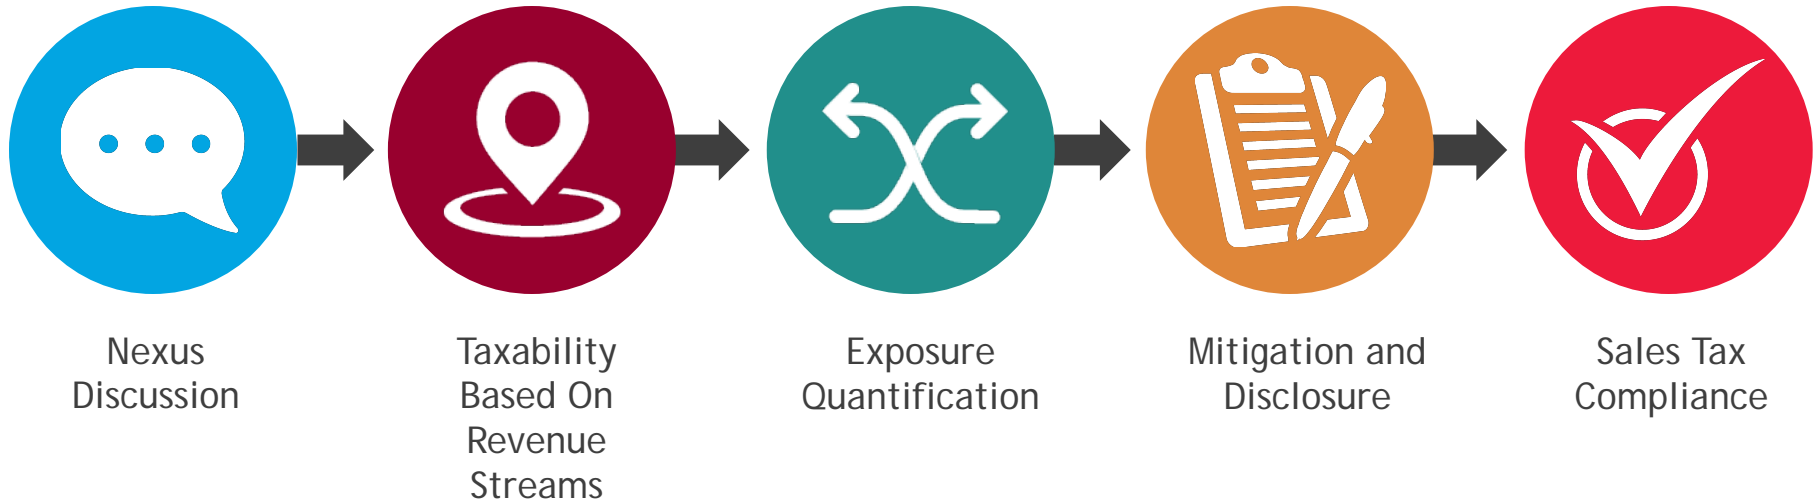 Nexus
Discussion
Taxability
Based On
Revenue
Streams
Exposure
Quantification
Mitigation and
Disclosure
Sales Tax
Compliance